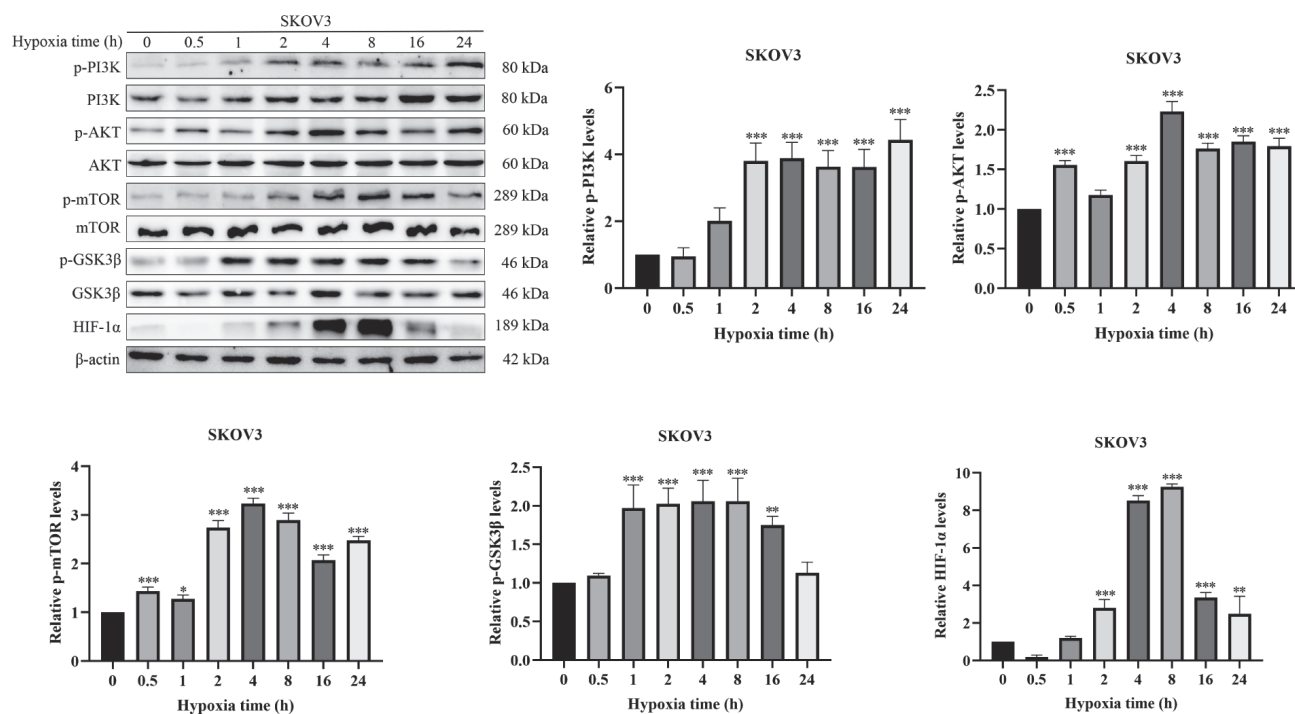 SKOV3
Hypoxia time (h) 0 0.5 1 2 4 8 16 24
p-PI3K 80 kDa
PI3K 80 kDa
p-AKT 60 kDa
AKT 60 kDa
p-mTOR 289 kDa
mTOR 289 kDa
p-GSK3β 46 kDa
GSK3β 46 kDa
HIF-1α 189 kDa
β-actin 42 kDa
SKOV3
Relative p-PI3K levels
6
4
2
0
*** *** *** *** ***
0 0.5 1 2 4 8 16 24
Hypoxia time (h)
SKOV3
Relative p-AKT levels
2.5
2.0
1.5
1.0
0.5
0.0
*** *** *** *** *** ***
0 0.5 1 2 4 8 16 24
Hypoxia time (h)
SKOV3
Relative p-mTOR levels
4
3
2
1
0
*** * *** *** *** *** ***
0 0.5 1 2 4 8 16 24
Hypoxia time (h)
SKOV3
Relative p-GSK3β levels
2.5
2.0
1.5
1.0
0.5
0.0
*** *** *** *** **
0 0.5 1 2 4 8 16 24
Hypoxia time (h)
SKOV3
Relative HIF-1α levels
10
8
6
4
2
0
*** *** *** *** **
0 0.5 1 2 4 8 16 24
Hypoxia time (h)